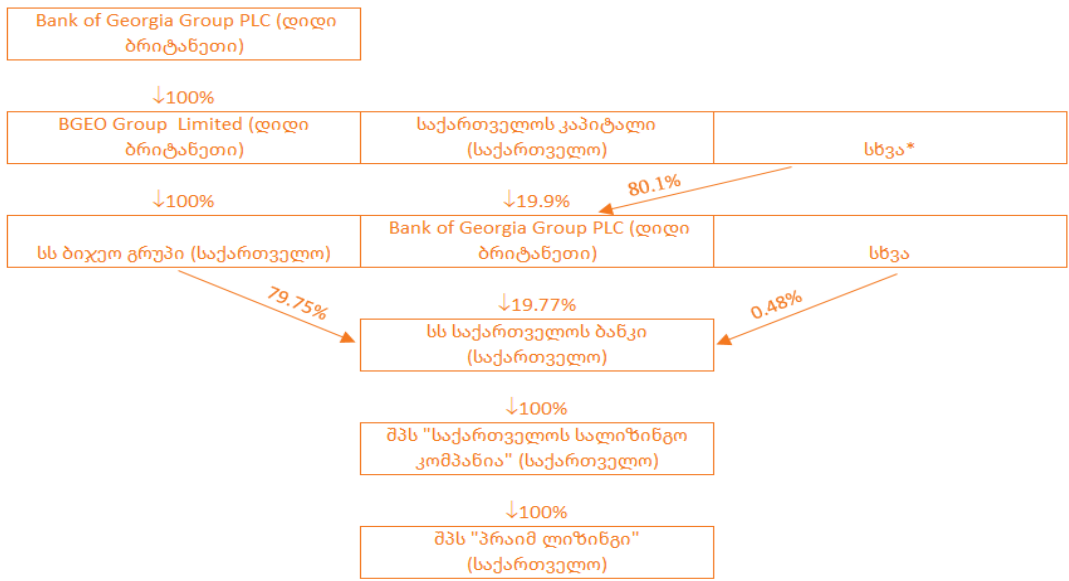 Bank of Georgia Group PLC (დიდი
ბრიტანეთი)
↓100%
BGEO Group Limited (დიდი
ბრიტანეთი)
საქართველოს კაპიტალი
(საქართველო)
სხვა*
↓100%
↓19.9%
80.1%
სს ბიჯეო გრუპი (საქართველო)
Bank of Georgia Group PLC (დიდი
ბრიტანეთი)
სხვა
79.75%
↓19.77%
0.48%
სს საქართველოს ბანკი
(საქართველო)
↓100%
შპს "საქართველოს სალიზინგო
კომპანია" (საქართველო)
↓100%
შპს "პრაიმ ლიზინგი"
(საქართველო)